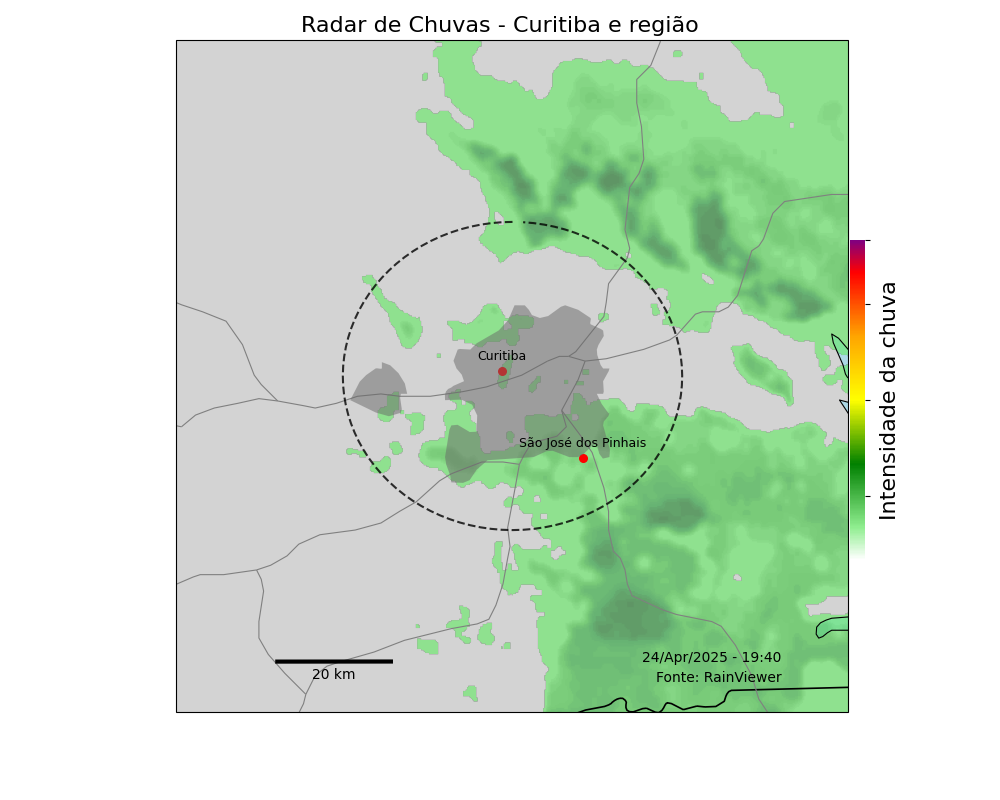 Radar de Chuvas - Curitiba e região
Curitiba
São José dos Pinhais
Intensidade da chuva
24/Apr/2025 - 19:40
Fonte: RainViewer
20 km